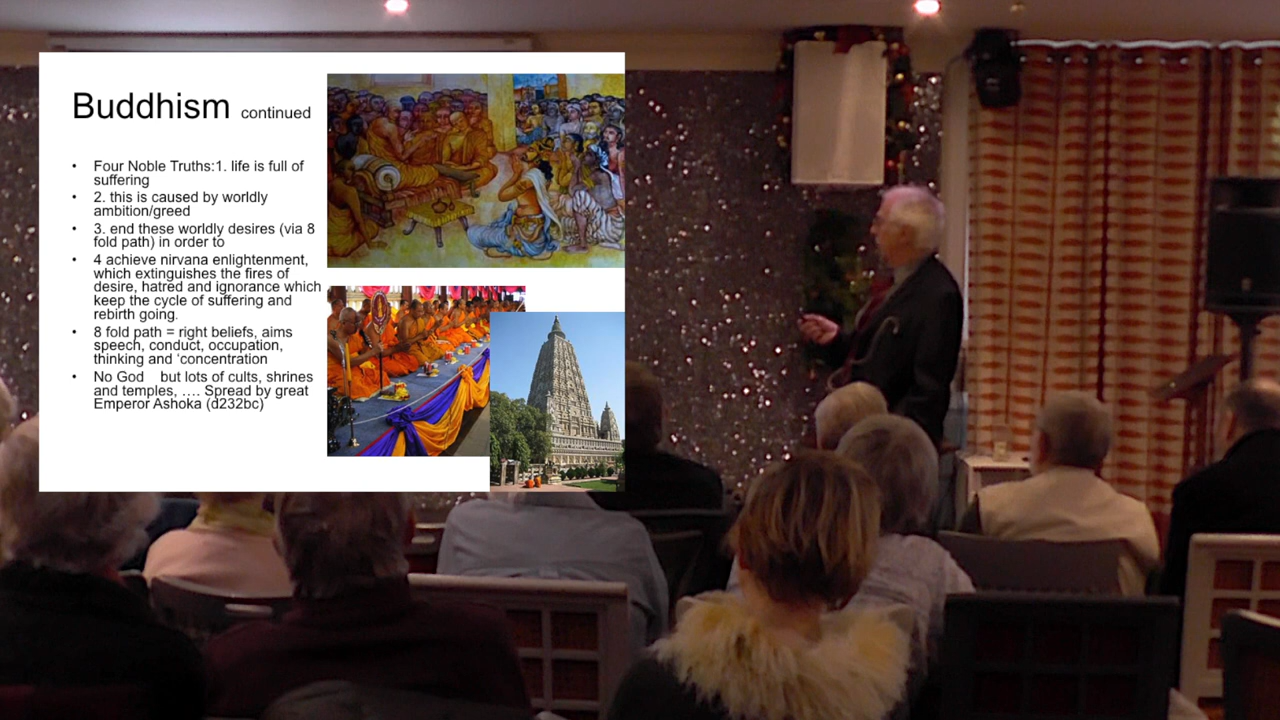 Buddhism continued
• Four Noble Truths:1. life is full of
suffering
• 2. this is caused by worldly
ambition/greed
• 3. end these worldly desires (via 8
fold path) in order to
• 4 achieve nirvana enlightenment,
which extinguishes the fires of
desire, hatred and ignorance which
keep the cycle of suffering and
rebirth going.
• 8 fold path = right beliefs, aims
speech, conduct, occupation,
thinking and ‘concentration
• No God but lots of cults, shrines
and temples, …. Spread by great
Emperor Ashoka (d232bc)